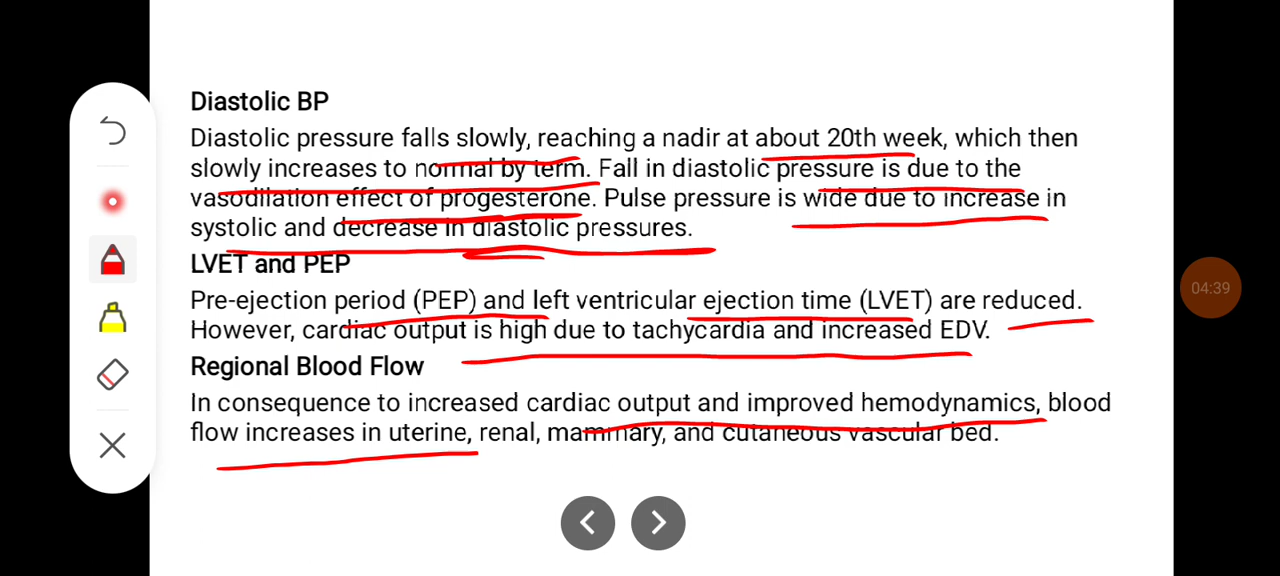 Diastolic BP
Diastolic pressure falls slowly, reaching a nadir at about 20th week, which then
slowly increases to normal by term. Fall in diastolic pressure is due to the
vasodilation effect of progesterone. Pulse pressure is wide due to increase in
systolic and decrease in diastolic pressures.
LVET and PEP
Pre-ejection period (PEP) and left ventricular ejection time (LVET) are reduced.
However, cardiac output is high due to tachycardia and increased EDV.
Regional Blood Flow
In consequence to increased cardiac output and improved hemodynamics, blood
flow increases in uterine, renal, mammary, and cutaneous vascular bed.
04:39